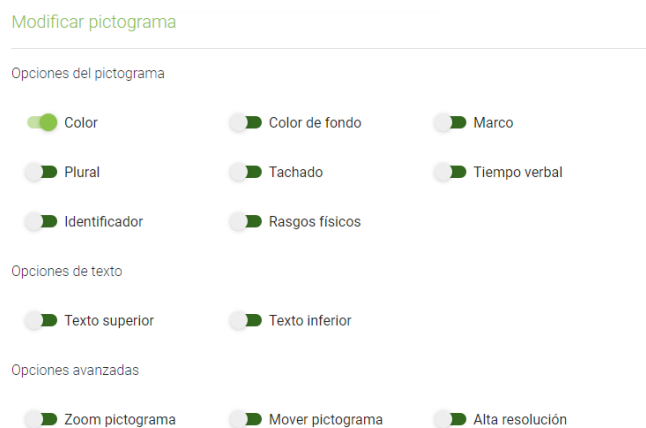 Modificar pictograma
Opciones del pictograma
Color Color de fondo Marco
Plural Tachado Tiempo verbal
Identificador Rasgos físicos
Opciones de texto
Texto superior Texto inferior
Opciones avanzadas
Zoom pictograma Mover pictograma Alta resolución